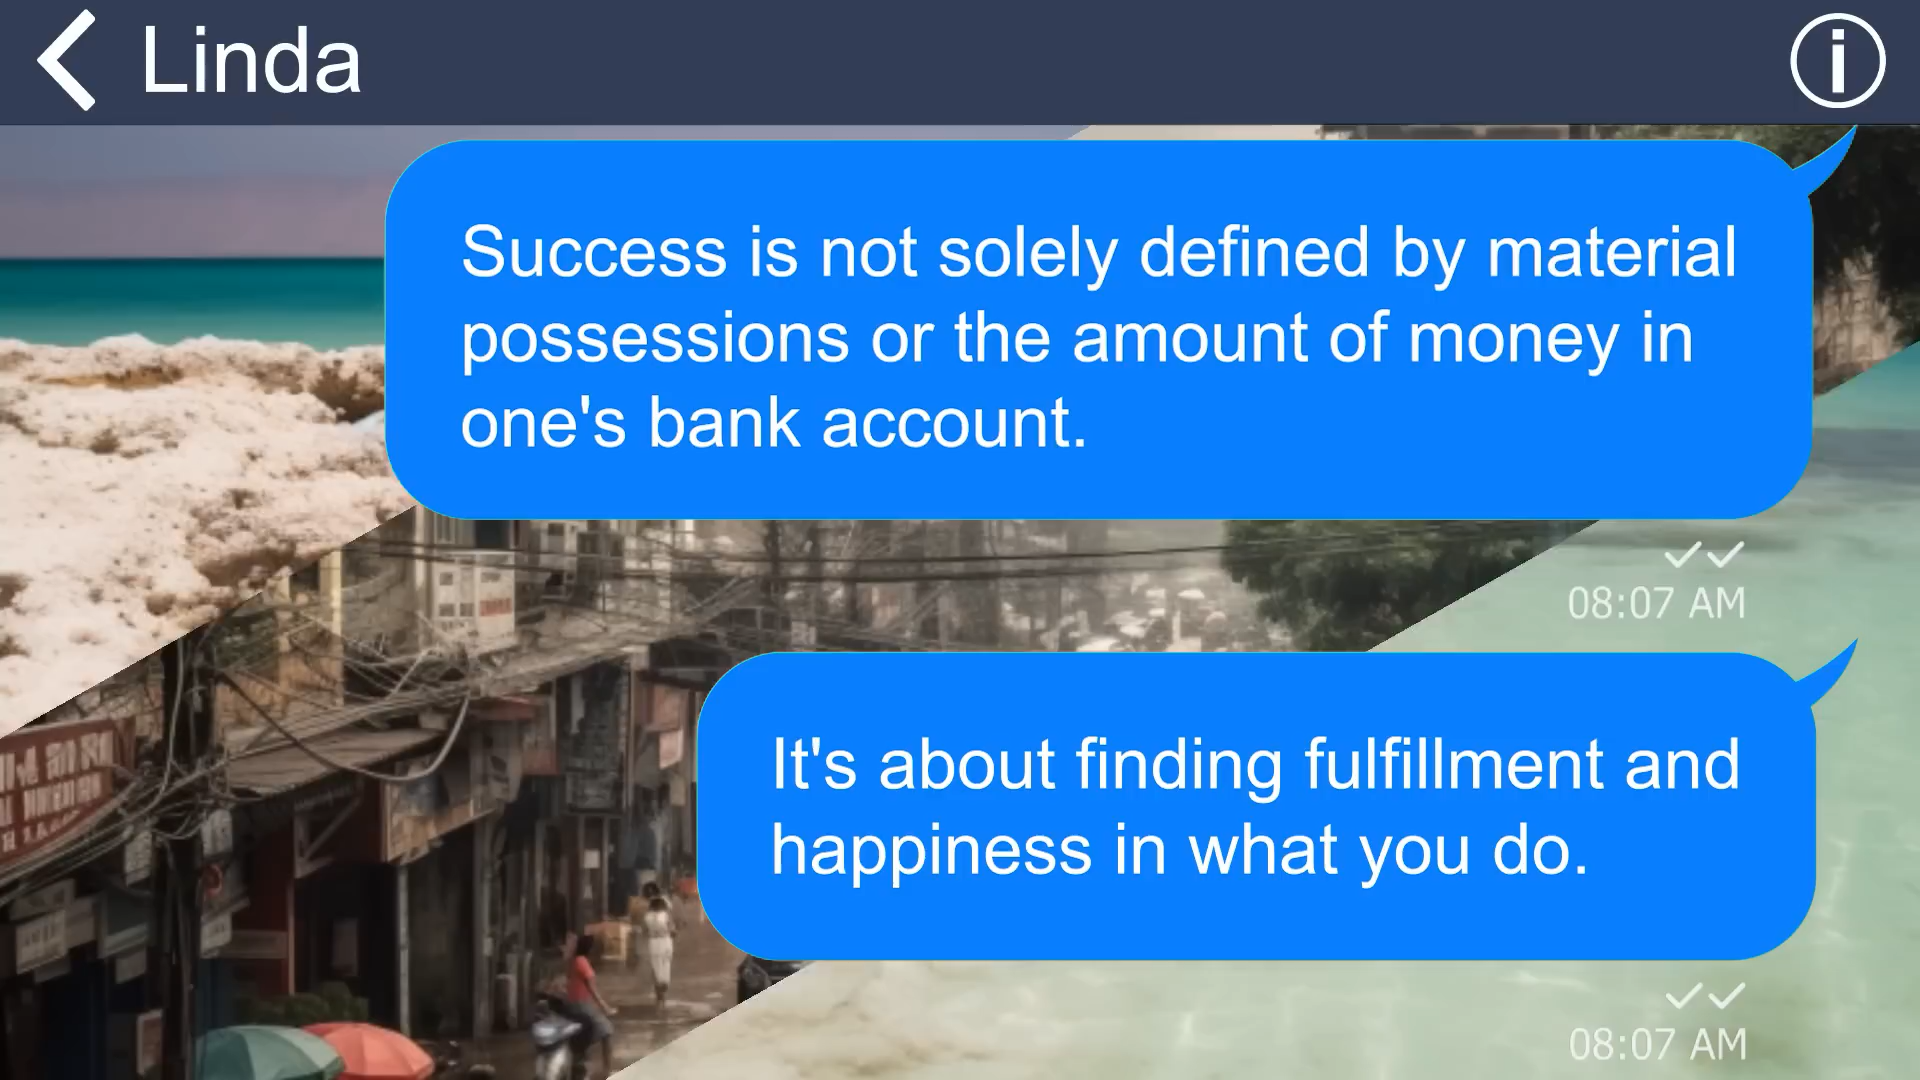 Linda
Success is not solely defined by material
possessions or the amount of money in
one's bank account.
08:07 AM
It's about finding fulfillment and
happiness in what you do.
08:07 AM